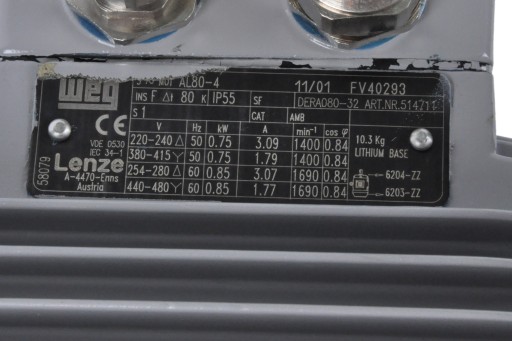 AL80-4 11/01 FV40293
WEG INS F Δt 80 K IP55 SF DERA080-32 ART.NR.514711
S1 CAT AMB
V Hz kW A min⁻¹ cos φ
CE VDE 0530 IEC 34-1
220-240 △ 50 0.75 3.09 1400 0.84
380-415 Y 50 0.75 1.79 1400 0.84
254-280 △ 60 0.85 3.07 1690 0.84
440-480 Y 60 0.85 1.77 1690 0.84
10.3 Kg
LITHIUM BASE
6204-ZZ
6203-ZZ
Lenze
A-4470-Enns
Austria
58079